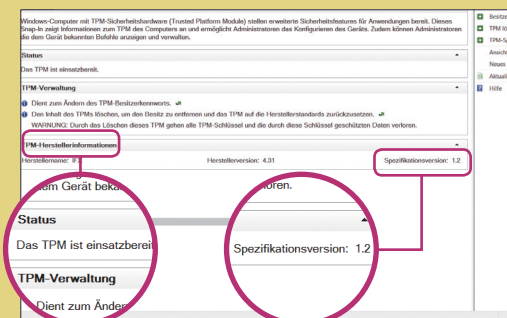 Windows-Computer mit TPM-Sicherheitshardware (Trusted Platform Module) stellen erweiterte Sicherheitsfeatures für Anwendungen bereit. Dieses
Snap-In zeigt Informationen zum TPM des Computers an und ermöglicht Administratoren das Konfigurieren des Geräts. Zudem können Administratoren
die dem Gerät bekannten Befehle anzeigen und verwalten.
Status
Das TPM ist einsatzbereit.
TPM-Verwaltung
Dient zum Ändern des TPM-Besitzerkennworts.
Den Inhalt des TPMs löschen, um den Besitz zu entfernen und das TPM auf die Herstellerstandards zurückzusetzen.
WARNUNG: Durch das Löschen dieses TPM gehen alle TPM-Schlüssel und die durch diese Schlüssel geschützten Daten verloren.
TPM-Herstellerinformationen
Herstellername:
Herstellerversion: 4.31
Spezifikationsversion: 1.2
dem Gerät beka
Status
Das TPM ist einsatzbereit
TPM-Verwaltung
Dient zum Änder
oren.
Spezifikationsversion: 1.2
Besitze
TPM lö
TPM-Sp
Ansicht
Neues
Aktuali
Hilfe